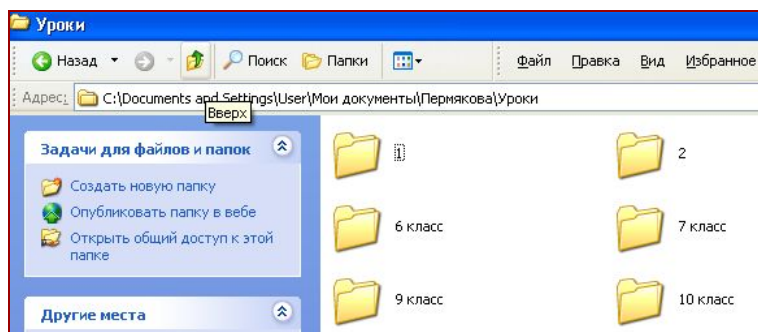 Уроки
Назад Поиск Папки Файл Правка Вид Избранное
Адрес: C:\Documents and Settings\User\Мои документы\Пермякова\Уроки
Вверх
Задачи для файлов и папок
Создать новую папку
Опубликовать папку в вебе
Открыть общий доступ к этой
папке
Другие места
1 2
6 класс 7 класс
9 класс 10 класс